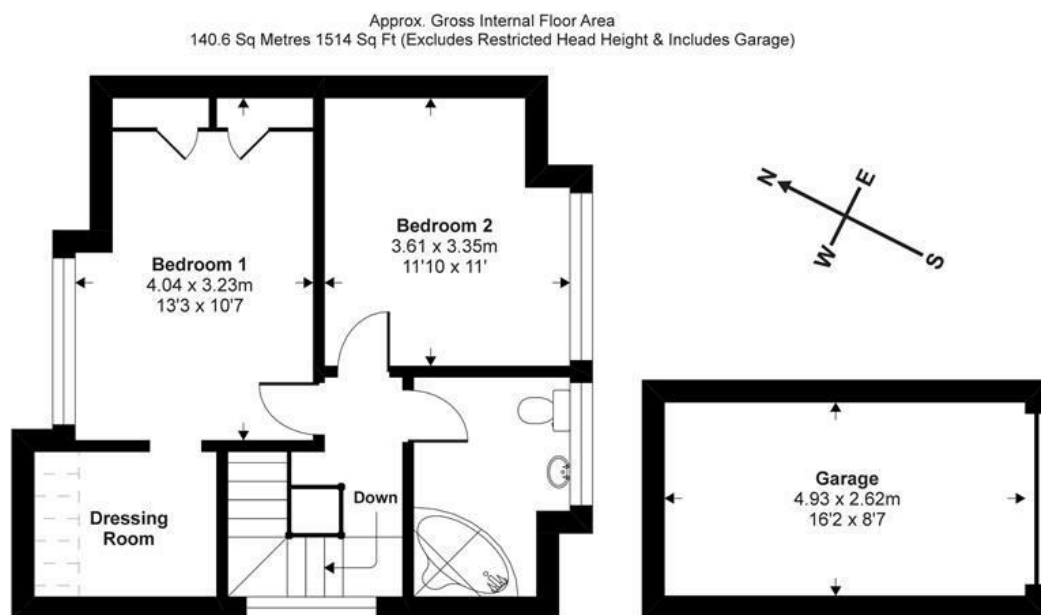 Approx. Gross Internal Floor Area
140.6 Sq Metres 1514 Sq Ft (Excludes Restricted Head Height & Includes Garage)
N
E
W
S
Bedroom 2
3.61 x 3.35m
11'10 x 11'
Bedroom 1
4.04 x 3.23m
13'3 x 10'7
Down
Dressing
Room
Garage
4.93 x 2.62m
16'2 x 8'7